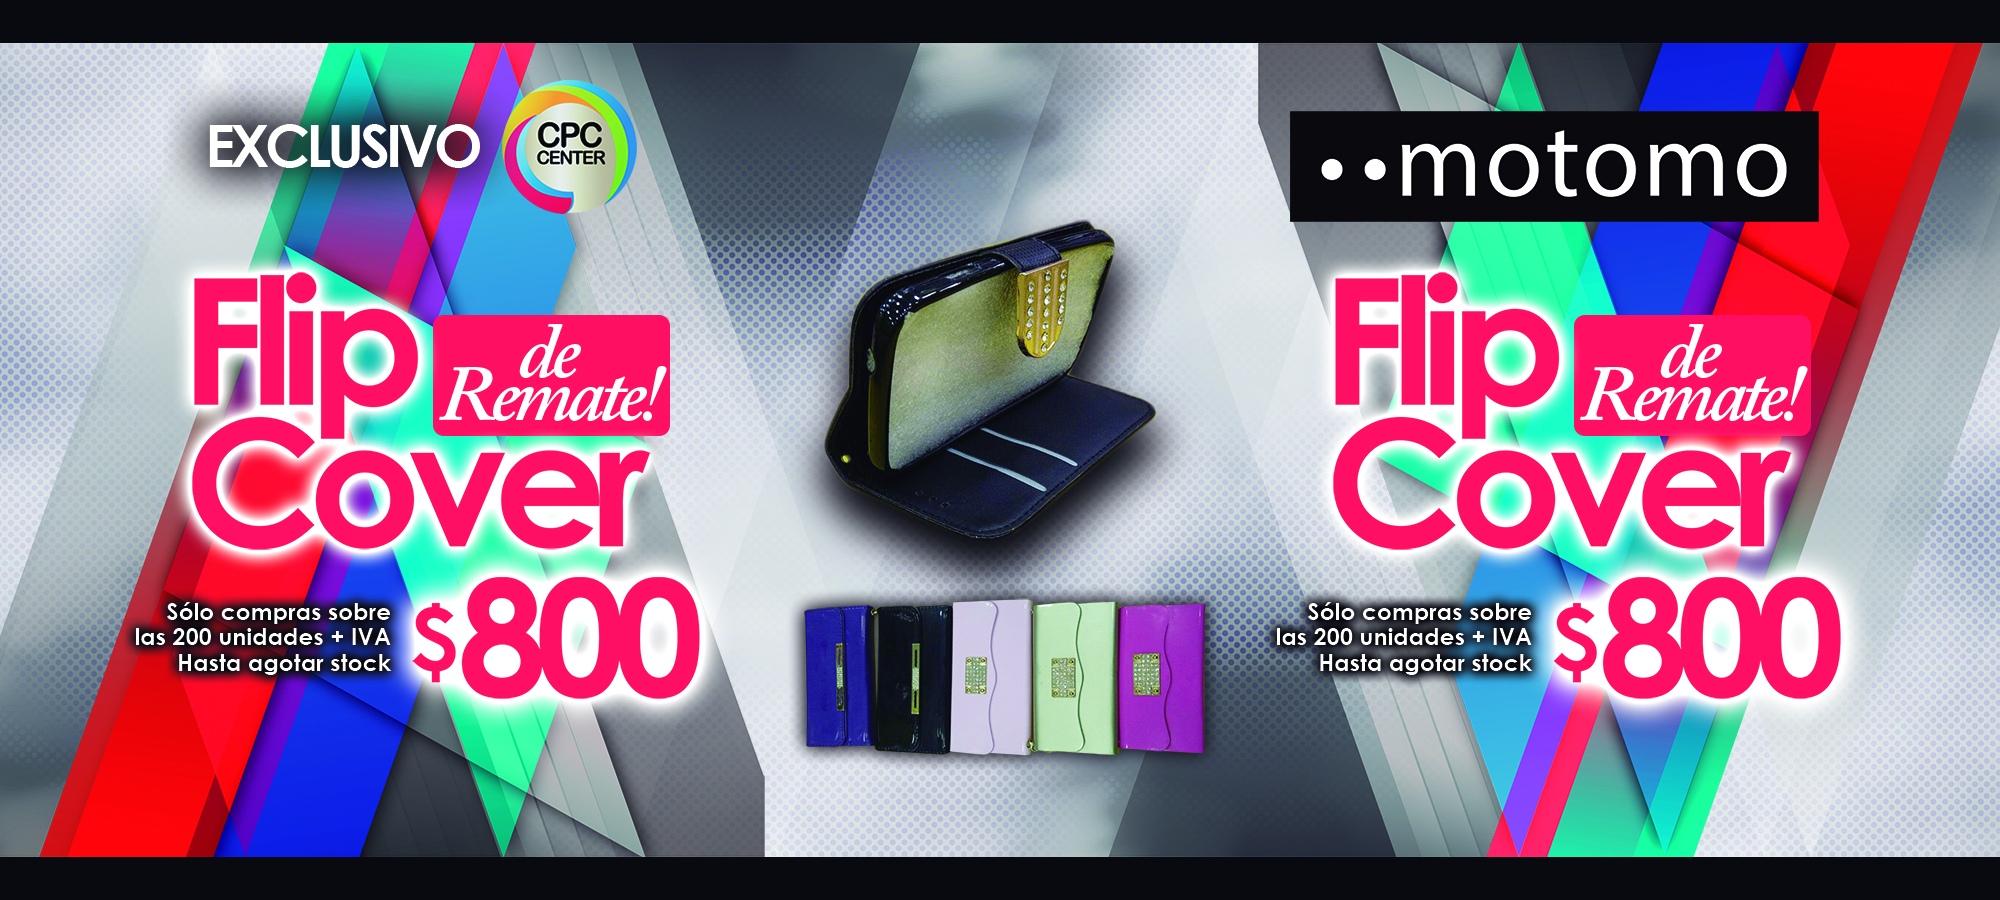 EXCLUSIVO
CPC
CENTER
Flip
de
Remate!
Cover
Sólo compras sobre
las 200 unidades + IVA
Hasta agotar stock
$800
••motomo
Flip
de
Remate!
Cover
Sólo compras sobre
las 200 unidades + IVA
Hasta agotar stock
$800